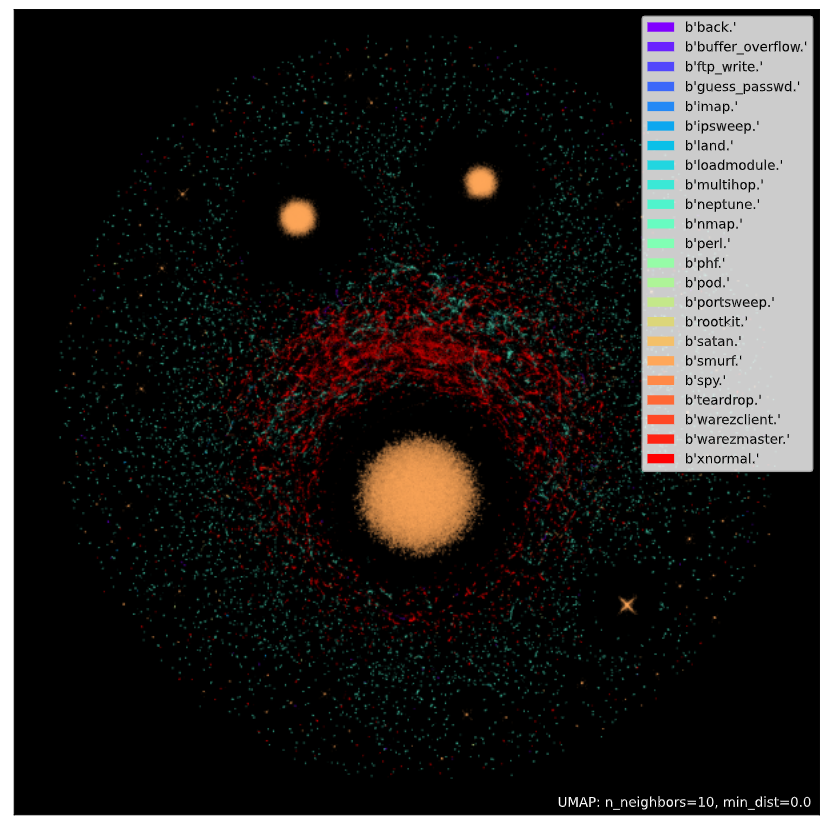 b'back.'
b'buffer_overflow.'
b'ftp_write.'
b'guess_passwd.'
b'imap.'
b'ipsweep.'
b'land.'
b'loadmodule.'
b'multihop.'
b'neptune.'
b'nmap.'
b'perl.'
b'phf.'
b'pod.'
b'portsweep.'
b'rootkit.'
b'satan.'
b'smurf.'
b'spy.'
b'teardrop.'
b'warezclient.'
b'warezmaster.'
b'xnormal.'
UMAP: n_neighbors=10, min_dist=0.0